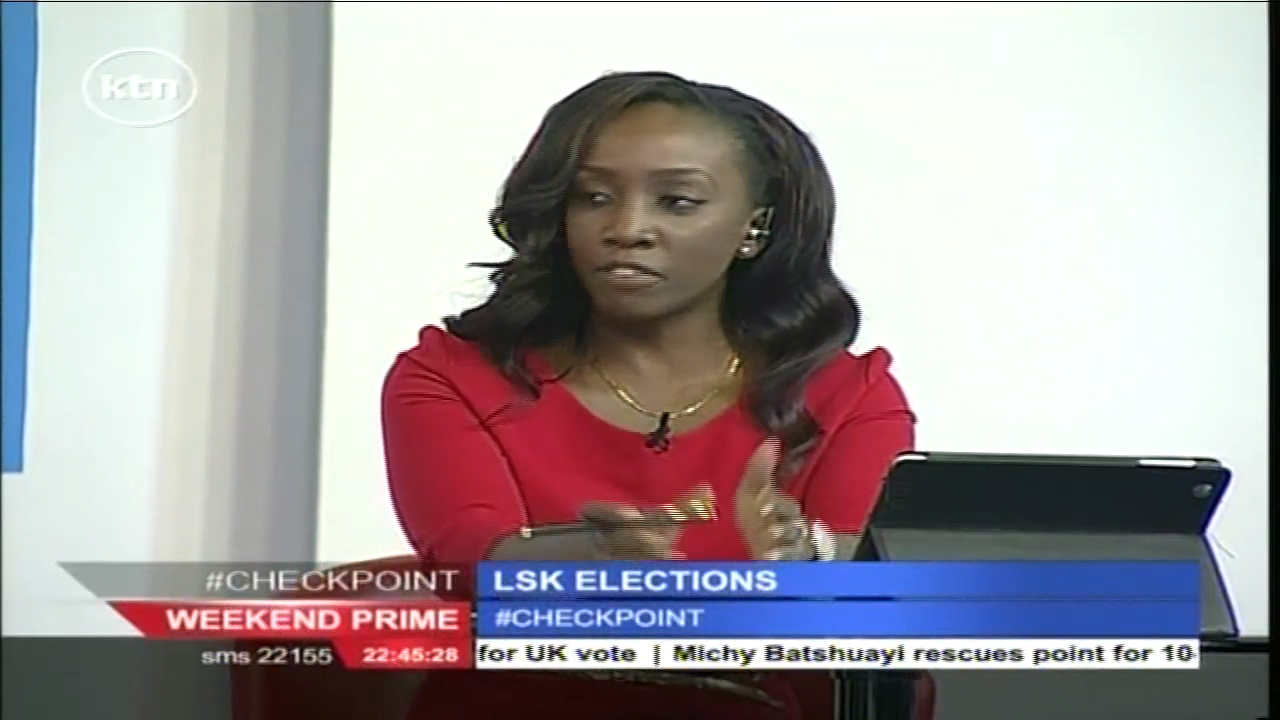 ktn
#CHECKPOINT
LSK ELECTIONS
WEEKEND PRIME
#CHECKPOINT
sms 22155
22:45:28
for UK vote | Michy Batshuayi rescues point for 10-